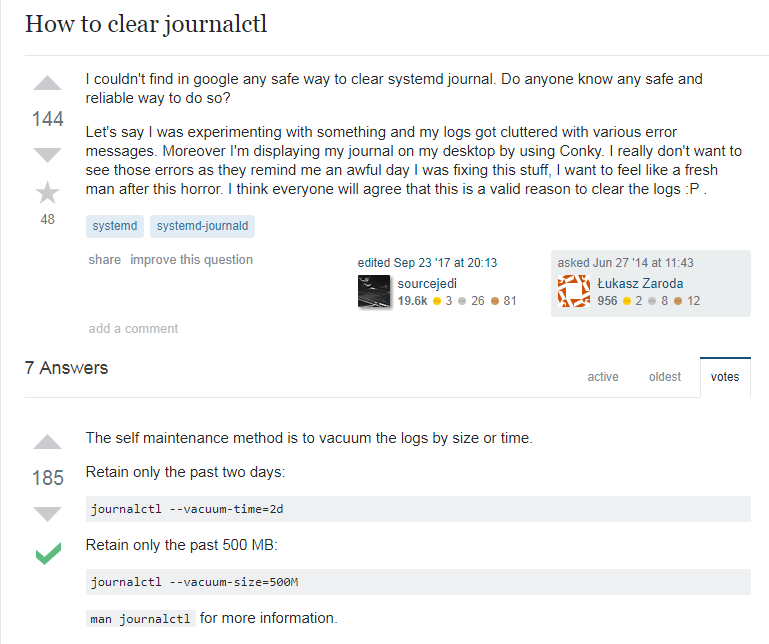 How to clear journalctl
I couldn't find in google any safe way to clear systemd journal. Do anyone know any safe and
reliable way to do so?
144
Let's say I was experimenting with something and my logs got cluttered with various error
messages. Moreover I'm displaying my journal on my desktop by using Conky. I really don't want to
see those errors as they remind me an awful day I was fixing this stuff, I want to feel like a fresh
man after this horror. I think everyone will agree that this is a valid reason to clear the logs :P .
48
systemd systemd-journald
share improve this question
edited Sep 23 '17 at 20:13
sourcejedi
19.6k 3 26 81
asked Jun 27 '14 at 11:43
Łukasz Zaroda
956 2 8 12
add a comment
7 Answers
active oldest votes
The self maintenance method is to vacuum the logs by size or time.
185
Retain only the past two days:
journalctl --vacuum-time=2d
Retain only the past 500 MB:
journalctl --vacuum-size=500M
man journalctl for more information.